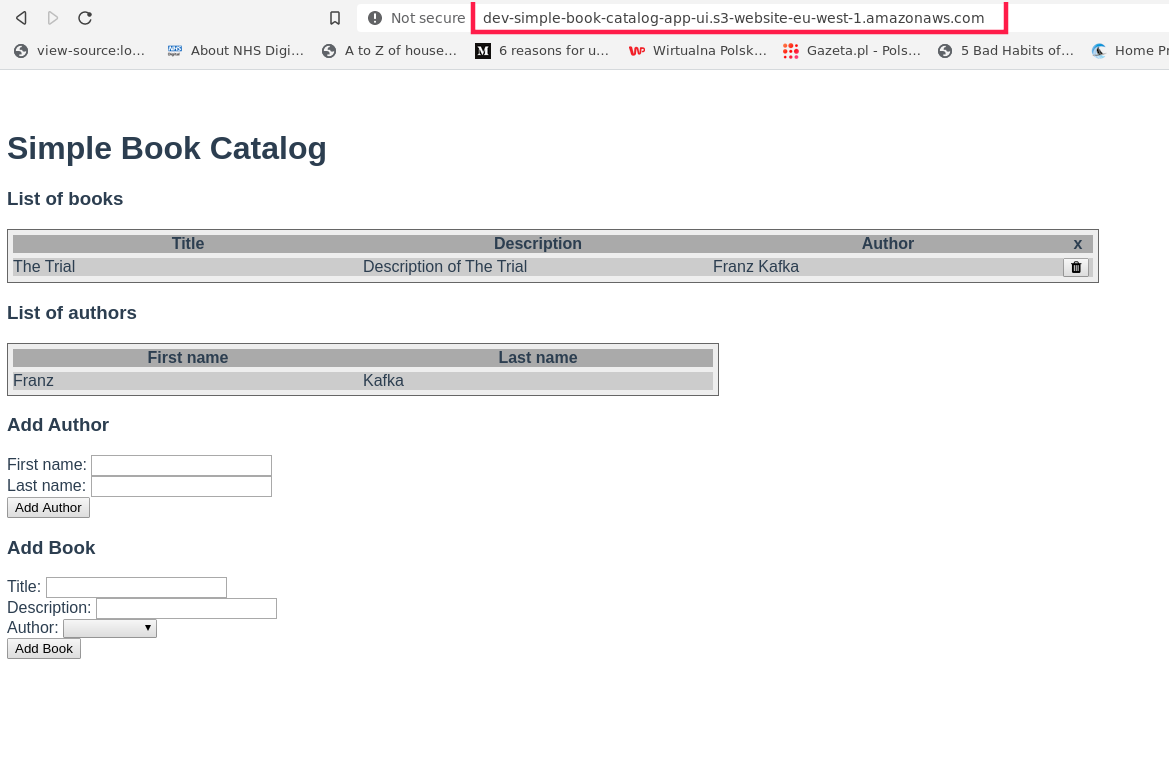 Not secure dev-simple-book-catalog-app-ui.s3-website-eu-west-1.amazonaws.com
view-source:lo... NHS Digital About NHS Digi... A to Z of house... M 6 reasons for u... WP Wirtualna Polsk... Gazeta.pl - Pols... 5 Bad Habits of... Home Pr
Simple Book Catalog
List of books
Title Description Author x
The Trial Description of The Trial Franz Kafka
List of authors
First name Last name
Franz Kafka
Add Author
First name:
Last name:
Add Author
Add Book
Title:
Description:
Author:
Add Book